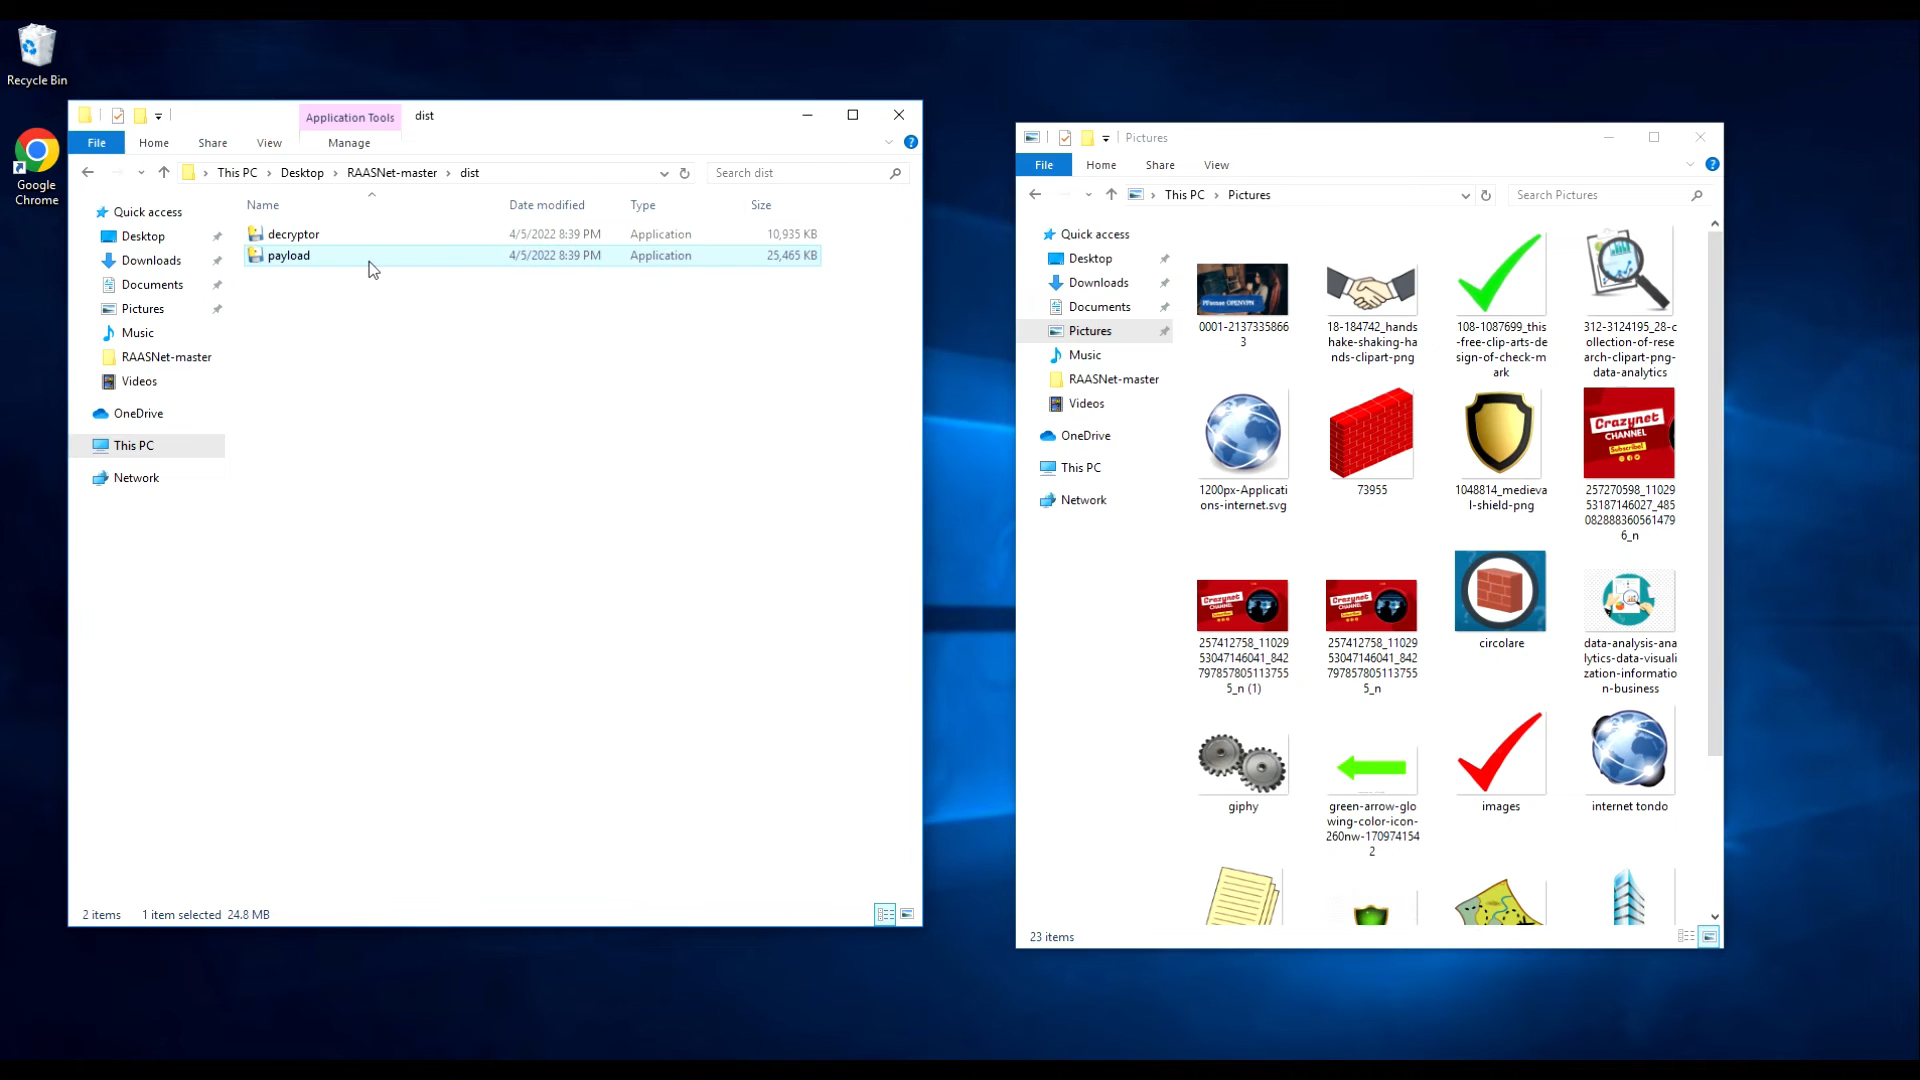 Recycle Bin
Google
Chrome
Application Tools
dist
File
Home
Share
View
Manage
This PC
Desktop
RAASNet-master
dist
Search dist
Name
Date modified
Type
Size
decryptor
4/5/2022 8:39 PM
Application
10,935 KB
payload
4/5/2022 8:39 PM
Application
25,465 KB
Quick access
Desktop
Downloads
Documents
Pictures
Music
RAASNet-master
Videos
OneDrive
This PC
Network
2 items
1 item selected 24.8 MB
Pictures
File
Home
Share
View
This PC
Pictures
Search Pictures
Quick access
Desktop
Downloads
Documents
Pictures
Music
RAASNet-master
Videos
OneDrive
This PC
Network
PFsense OPENVPN
0001-2137335866
3
18-184742_hands
hake-shaking-ha
nds-clipart-png
108-1087699_this
-free-clip-arts-de
sign-of-check-m
ark
312-3124195_28-c
ollection-of-rese
arch-clipart-png-
data-analytics
1200px-Applicati
ons-internet.svg
73955
1048814_medieva
l-shield-png
Crazynet
CHANNEL
Subscribe!
257270598_11029
53187146027_485
082888360561479
6_n
Crazynet
CHANNEL
257412758_11029
53047146041_842
797857805113755
5_n (1)
Crazynet
CHANNEL
257412758_11029
53047146041_842
797857805113755
5_n
circolare
data-analysis-ana
lytics-data-visuali
zation-informatio
n-business
giphy
green-arrow-glo
wing-color-icon-
260nw-170974154
2
images
internet tondo
23 items